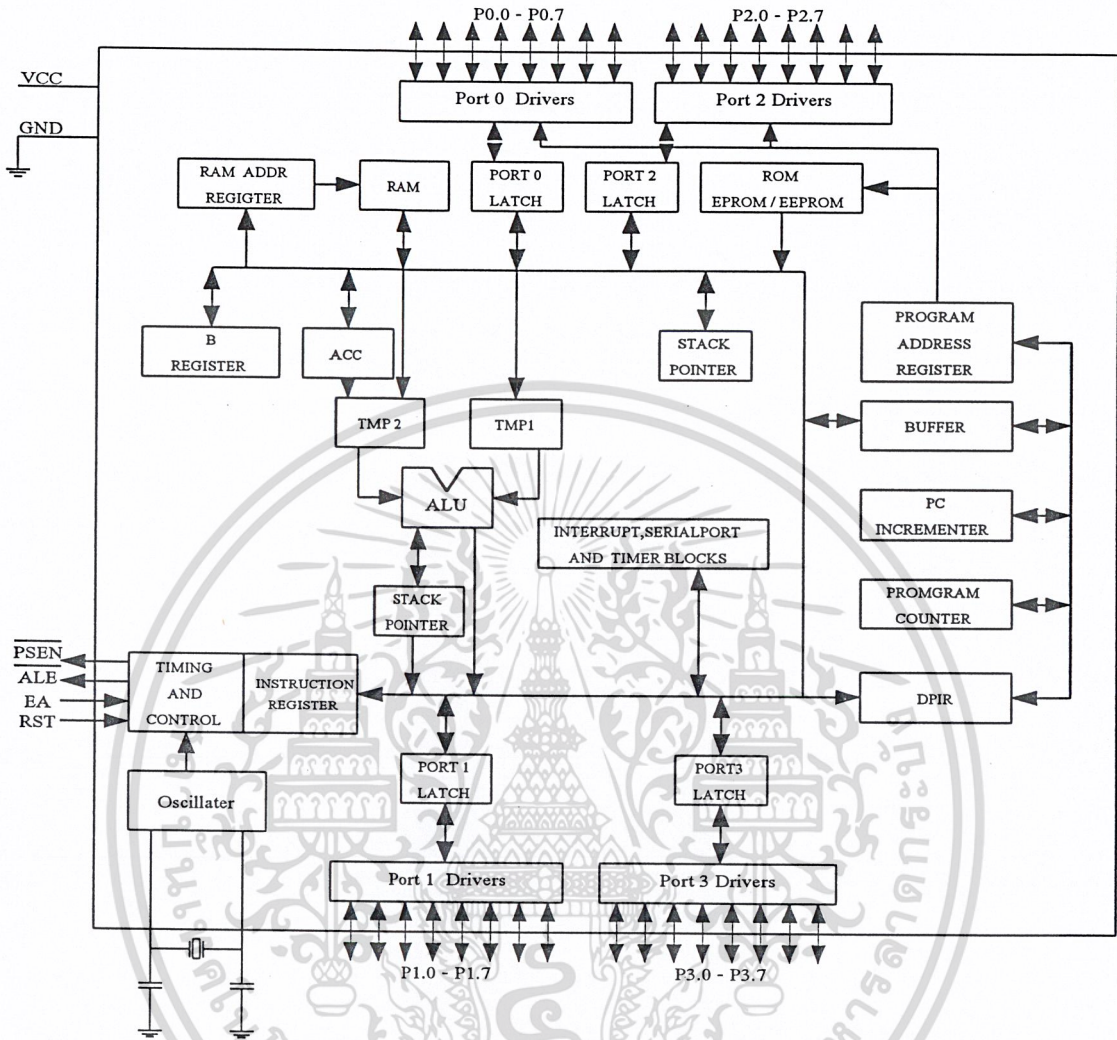 P0.0 - P0.7
P2.0 - P2.7
VCC
GND
Port 0 Drivers
Port 2 Drivers
RAM ADDR
REGIGTER
RAM
PORT 0
LATCH
PORT 2
LATCH
ROM
EPROM / EEPROM
B
REGISTER
ACC
STACK
POINTER
PROGRAM
ADDRESS
REGISTER
TMP 2
TMP1
BUFFER
ALU
INTERRUPT,SERIALPORT
AND TIMER BLOCKS
PC
INCREMENTER
STACK
POINTER
PROMGRAM
COUNTER
PSEN
ALE
EA
RST
TIMING
AND
CONTROL
INSTRUCTION
REGISTER
DPIR
Oscillater
PORT 1
LATCH
PORT3
LATCH
Port 1 Drivers
Port 3 Drivers
P1.0 - P1.7
P3.0 - P3.7